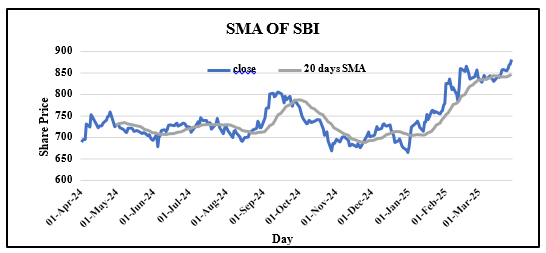 SMA OF SBI
close
20 days SMA
Share Price
900
850
800
750
700
650
600
01-Apr-24
01-May-24
01-Jun-24
01-Jul-24
01-Aug-24
01-Sep-24
01-Oct-24
01-Nov-24
01-Dec-24
01-Jan-25
01-Feb-25
01-Mar-25
Day